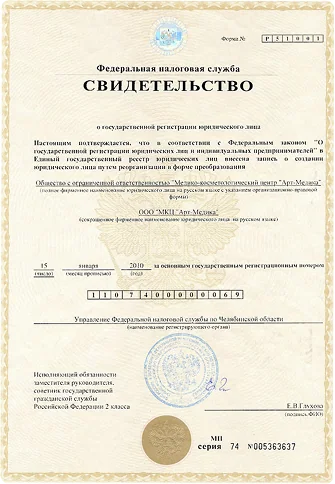 Форма № Р 5 1 0 0 1
Федеральная налоговая служба
СВИДЕТЕЛЬСТВО
о государственной регистрации юридического лица
Настоящим подтверждается, что в соответствии с Федеральным законом "О
государственной регистрации юридических лиц и индивидуальных предпринимателей" в
Единый государственный реестр юридических лиц внесена запись о создании
юридического лица путем реорганизации в форме преобразования
Общество с ограниченной ответственностью "Медико-косметологический центр "Арт-Медика"
(полное фирменное наименование юридического лица на русском языке с указанием организационно-правовой
формы)
ООО "МКЦ "Арт-Медика"
(сокращенное фирменное наименование юридического лица на русском языке)
15 января 2010 за основным государственным регистрационным номером
(число) (месяц прописью) (год)
1 1 0 7 4 0 0 0 0 0 0 6 9
Управление Федеральной налоговой службы по Челябинской области
(наименование регистрирующего органа)
Исполняющий обязанности
заместителя руководителя,
советник государственной
гражданской службы
Российской Федерации 2 класса
Е.В.Глухова
(подпись ФИО)
МП
серия 74 №005363637